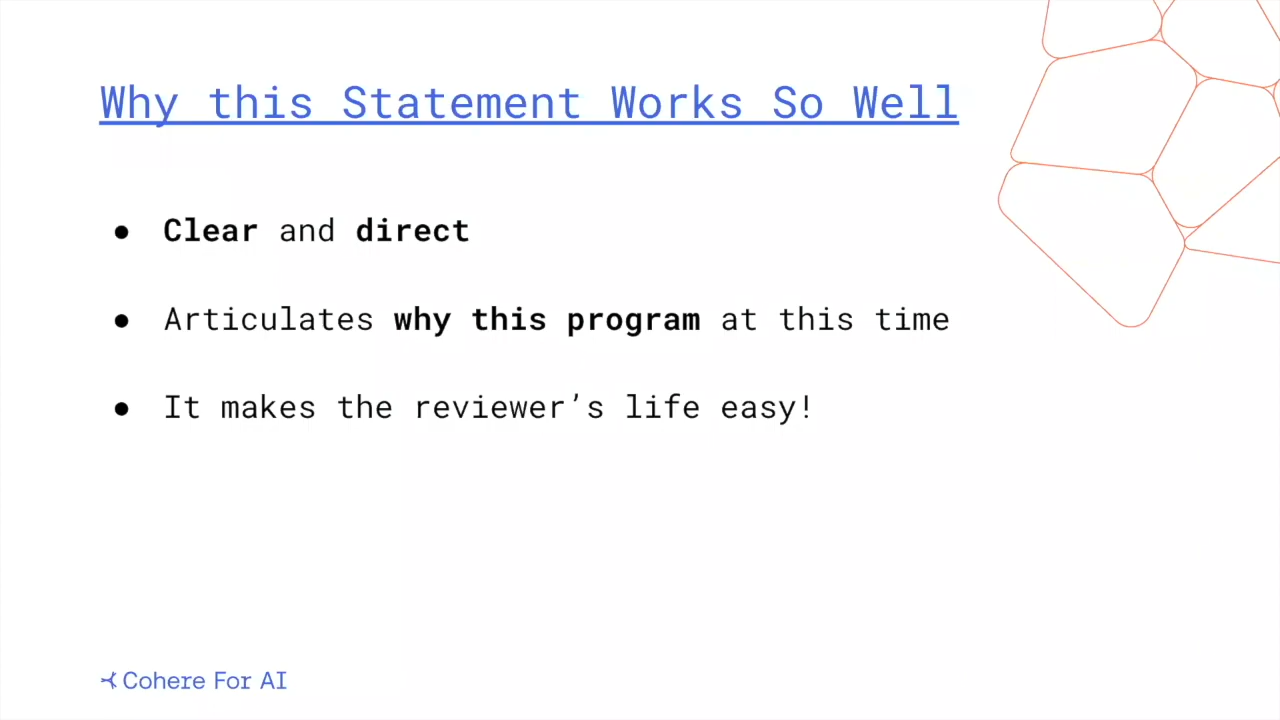 Why this Statement Works So Well
● Clear and direct
● Articulates why this program at this time
● It makes the reviewer’s life easy!
Cohere For AI